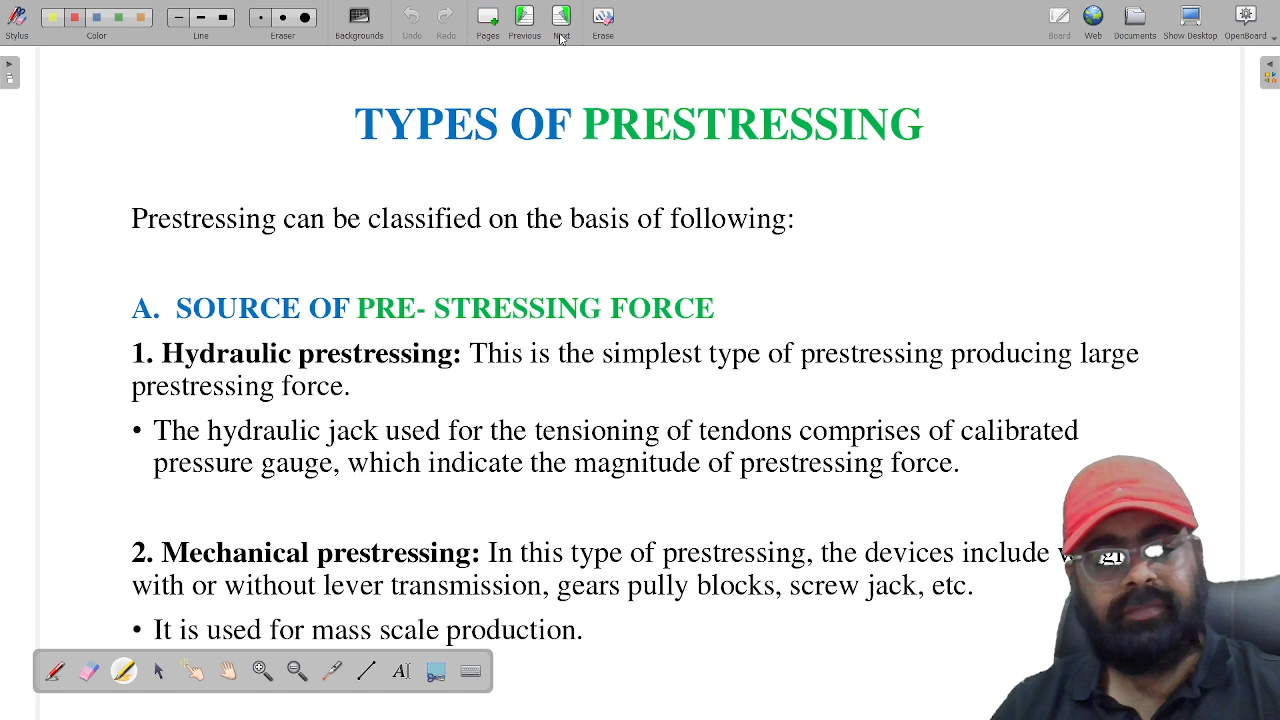 Stylus
Color
Line
Eraser
Backgrounds
Undo
Redo
Pages
Previous
Next
Erase
Board
Web
Documents
Show Desktop
OpenBoard
TYPES OF PRESTRESSING
Prestressing can be classified on the basis of following:
A. SOURCE OF PRE- STRESSING FORCE
1. Hydraulic prestressing: This is the simplest type of prestressing producing large
prestressing force.
• The hydraulic jack used for the tensioning of tendons comprises of calibrated
pressure gauge, which indicate the magnitude of prestressing force.
2. Mechanical prestressing: In this type of prestressing, the devices include
with or without lever transmission, gears pully blocks, screw jack, etc.
• It is used for mass scale production.